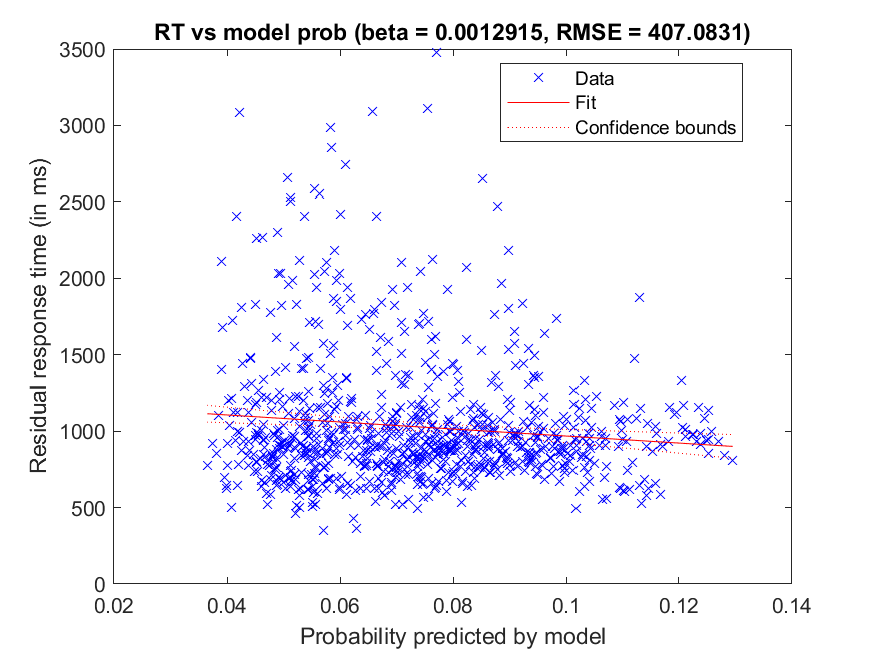 RT vs model prob (beta = 0.0012915, RMSE = 407.0831)
3500
3000
2500
2000
1500
1000
500
0
Residual response time (in ms)
Data
Fit
Confidence bounds
0.02 0.04 0.06 0.08 0.1 0.12 0.14
Probability predicted by model